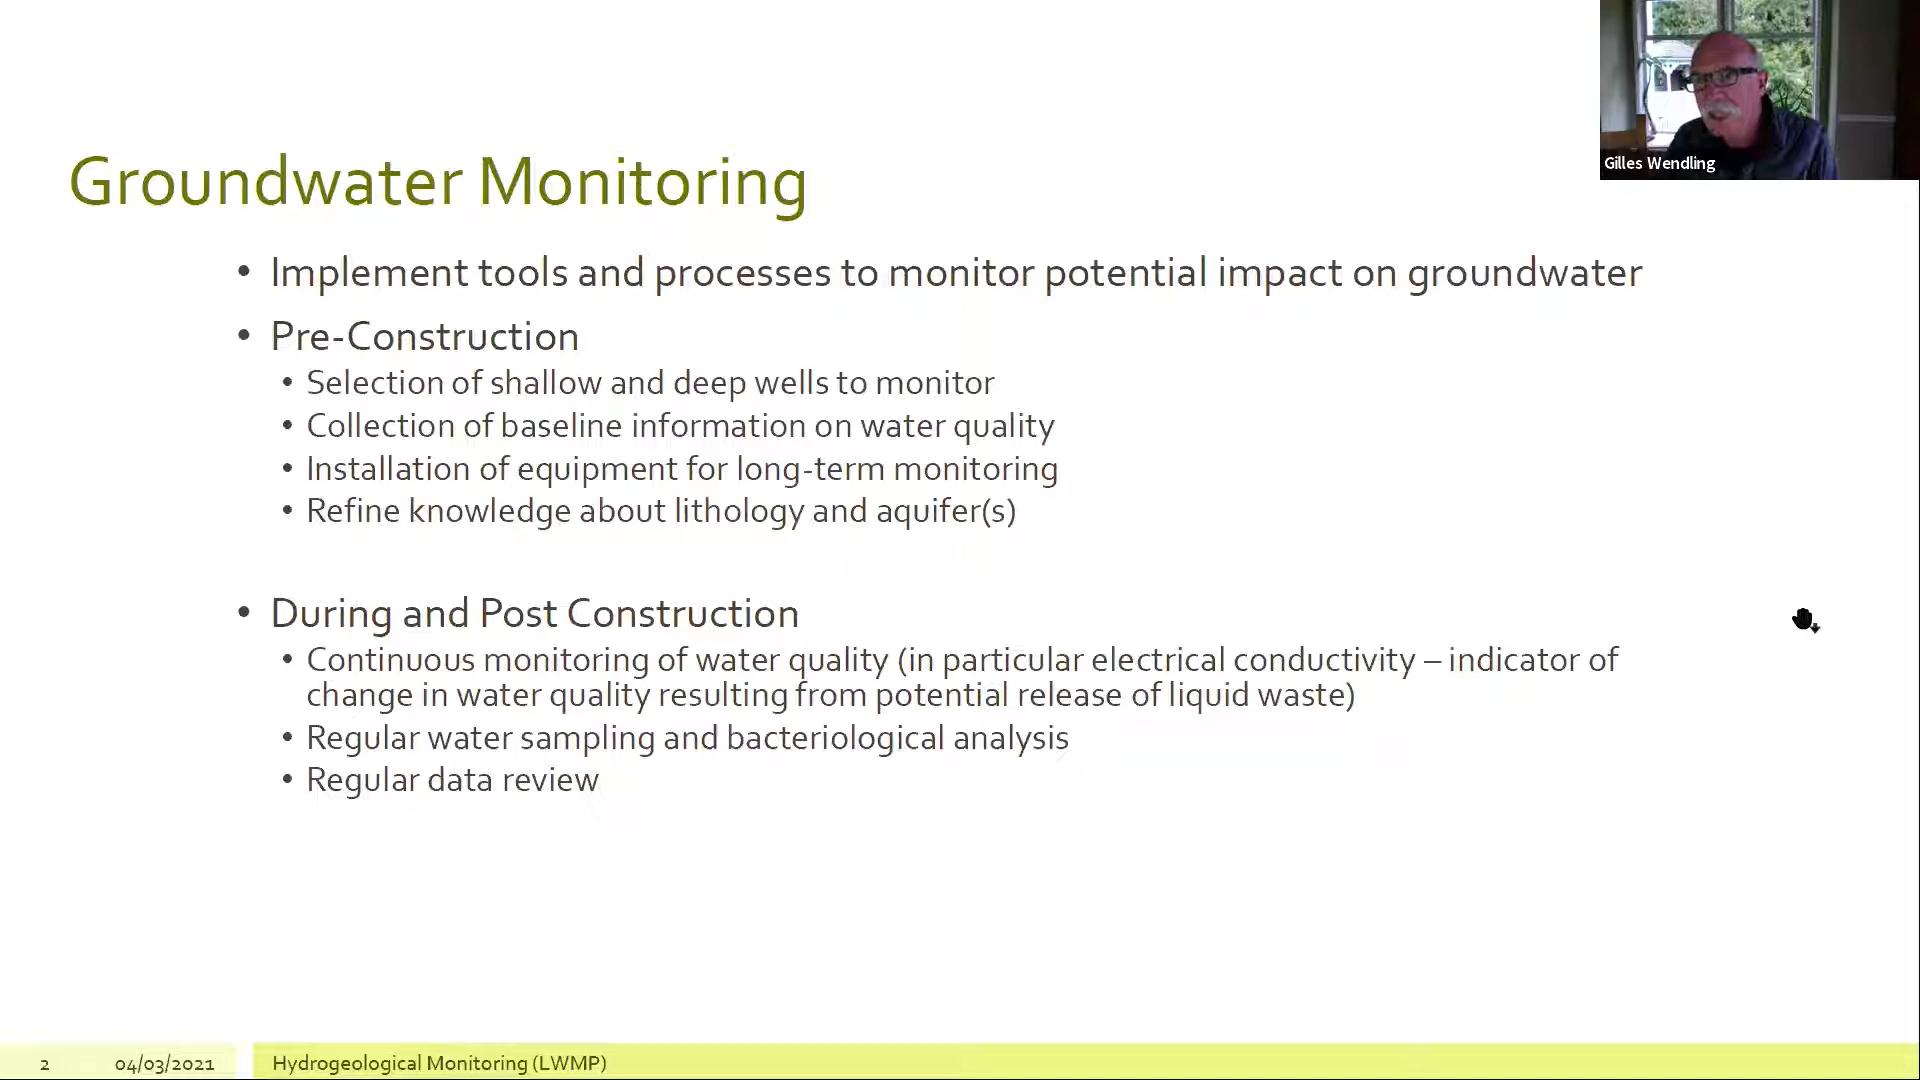 Gilles Wendling
Groundwater Monitoring
• Implement tools and processes to monitor potential impact on groundwater
• Pre-Construction
• Selection of shallow and deep wells to monitor
• Collection of baseline information on water quality
• Installation of equipment for long-term monitoring
• Refine knowledge about lithology and aquifer(s)
• During and Post Construction
• Continuous monitoring of water quality (in particular electrical conductivity – indicator of
change in water quality resulting from potential release of liquid waste)
• Regular water sampling and bacteriological analysis
• Regular data review
2 04/03/2021 Hydrogeological Monitoring (LWMP)